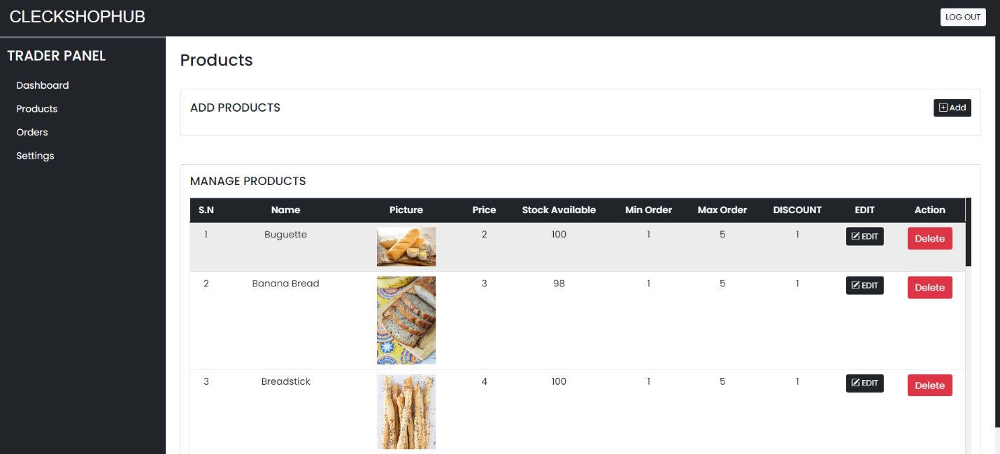 CLECKSHOPHUB
LOG OUT
TRADER PANEL
Dashboard
Products
Orders
Settings
Products
ADD PRODUCTS
Add
MANAGE PRODUCTS
S.N Name Picture Price Stock Available Min Order Max Order DISCOUNT EDIT Action
1 Buguette 2 100 1 5 1 EDIT Delete
2 Banana Bread 3 98 1 5 1 EDIT Delete
3 Breadstick 4 100 1 5 1 EDIT Delete